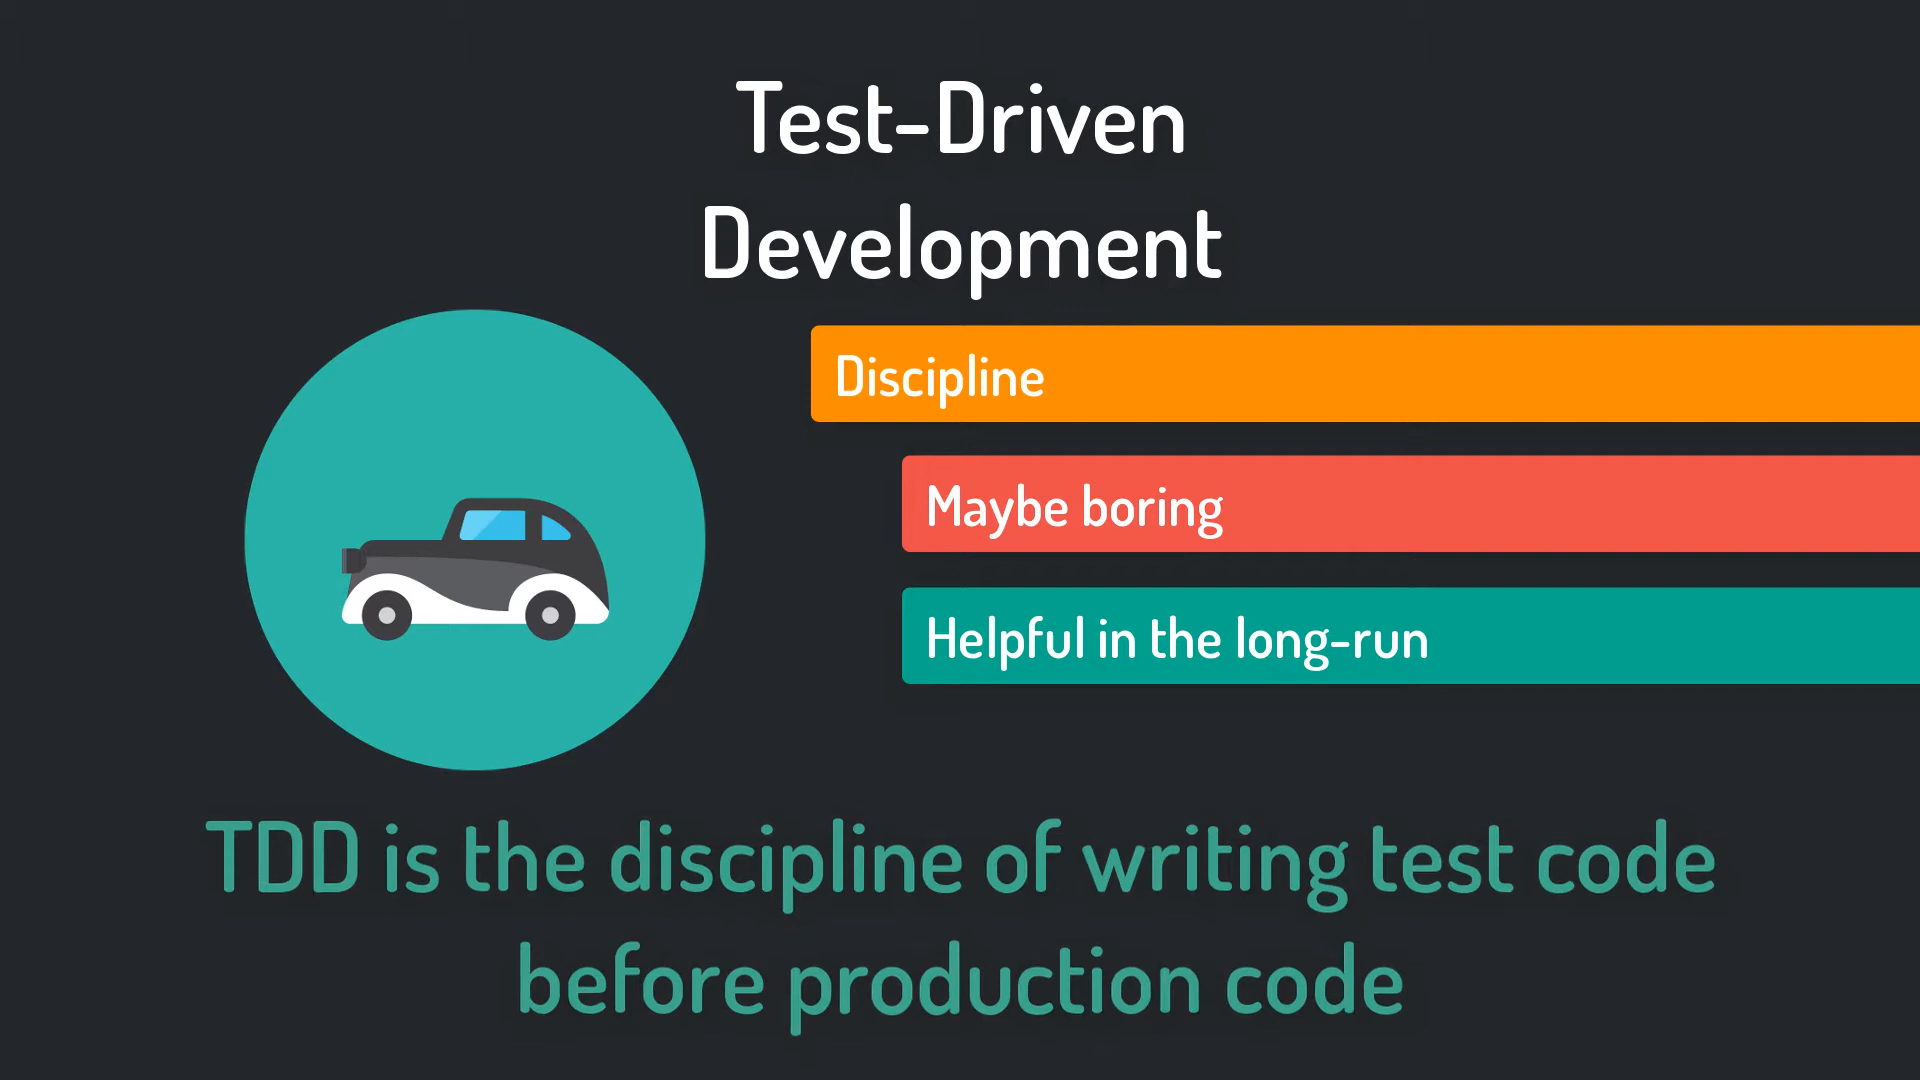 Test-Driven
Development
Discipline
Maybe boring
Helpful in the long-run
TDD is the discipline of writing test code
before production code